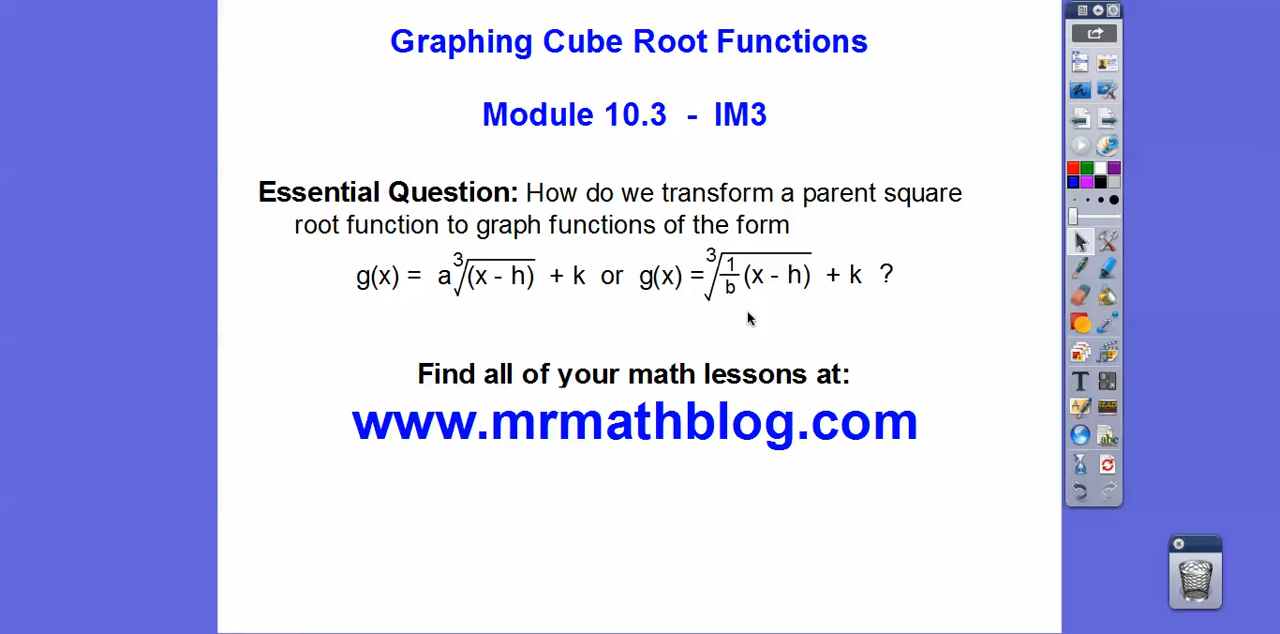 Graphing Cube Root Functions
Module 10.3 - IM3
Essential Question: How do we transform a parent square
root function to graph functions of the form
g(x) = a∛(x - h) + k or g(x) = ∛(1/b (x - h)) + k ?
Find all of your math lessons at:
www.mrmathblog.com